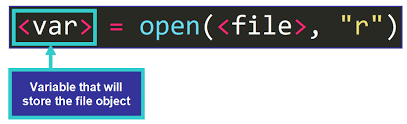 <var> = open(<file>, "r")
Variable that will
store the file object